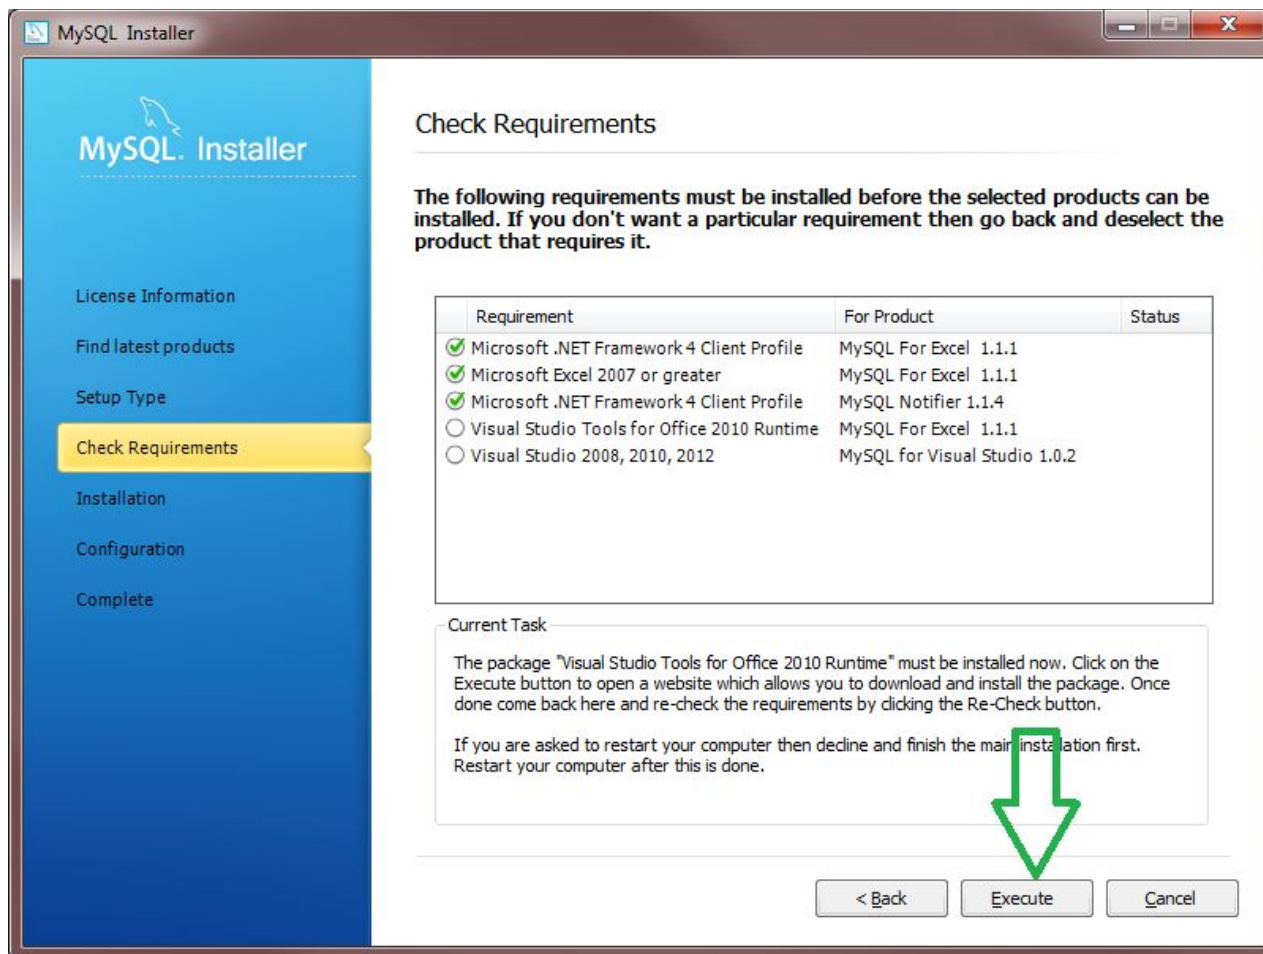 MySQL Installer
MySQL. Installer
License Information
Find latest products
Setup Type
Check Requirements
Installation
Configuration
Complete
Check Requirements
The following requirements must be installed before the selected products can be
installed. If you don't want a particular requirement then go back and deselect the
product that requires it.
Requirement For Product Status
Microsoft .NET Framework 4 Client Profile MySQL For Excel 1.1.1
Microsoft Excel 2007 or greater MySQL For Excel 1.1.1
Microsoft .NET Framework 4 Client Profile MySQL Notifier 1.1.4
Visual Studio Tools for Office 2010 Runtime MySQL For Excel 1.1.1
Visual Studio 2008, 2010, 2012 MySQL for Visual Studio 1.0.2
Current Task
The package "Visual Studio Tools for Office 2010 Runtime" must be installed now. Click on the
Execute button to open a website which allows you to download and install the package. Once
done come back here and re-check the requirements by clicking the Re-Check button.
If you are asked to restart your computer then decline and finish the main installation first.
Restart your computer after this is done.
< Back Execute Cancel